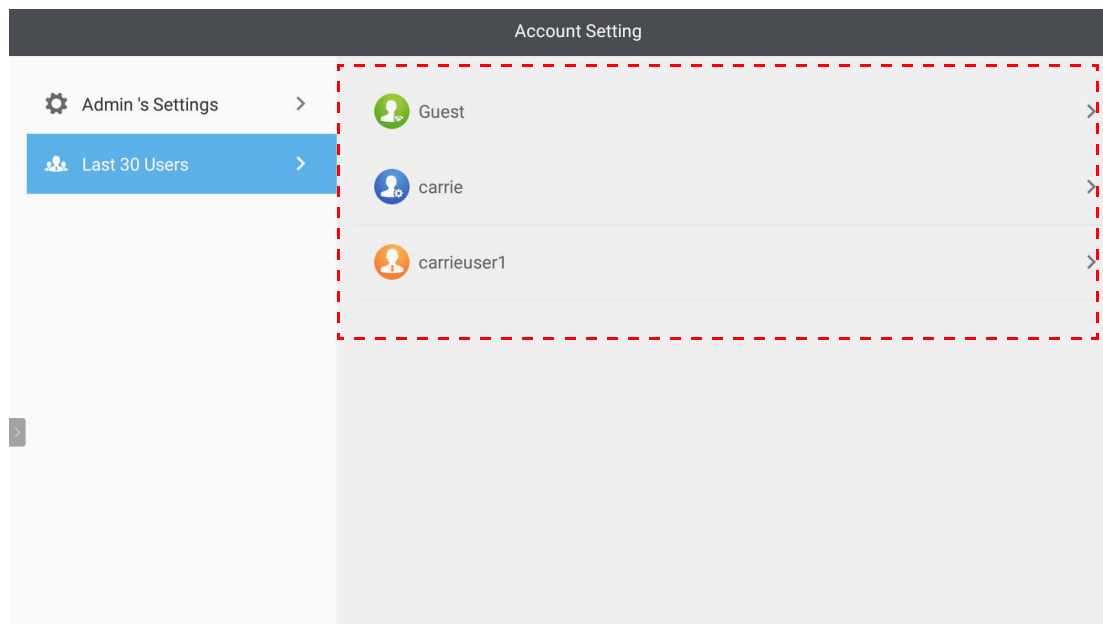 Account Setting
Admin 's Settings
Last 30 Users
Guest
carrie
carrieuser1